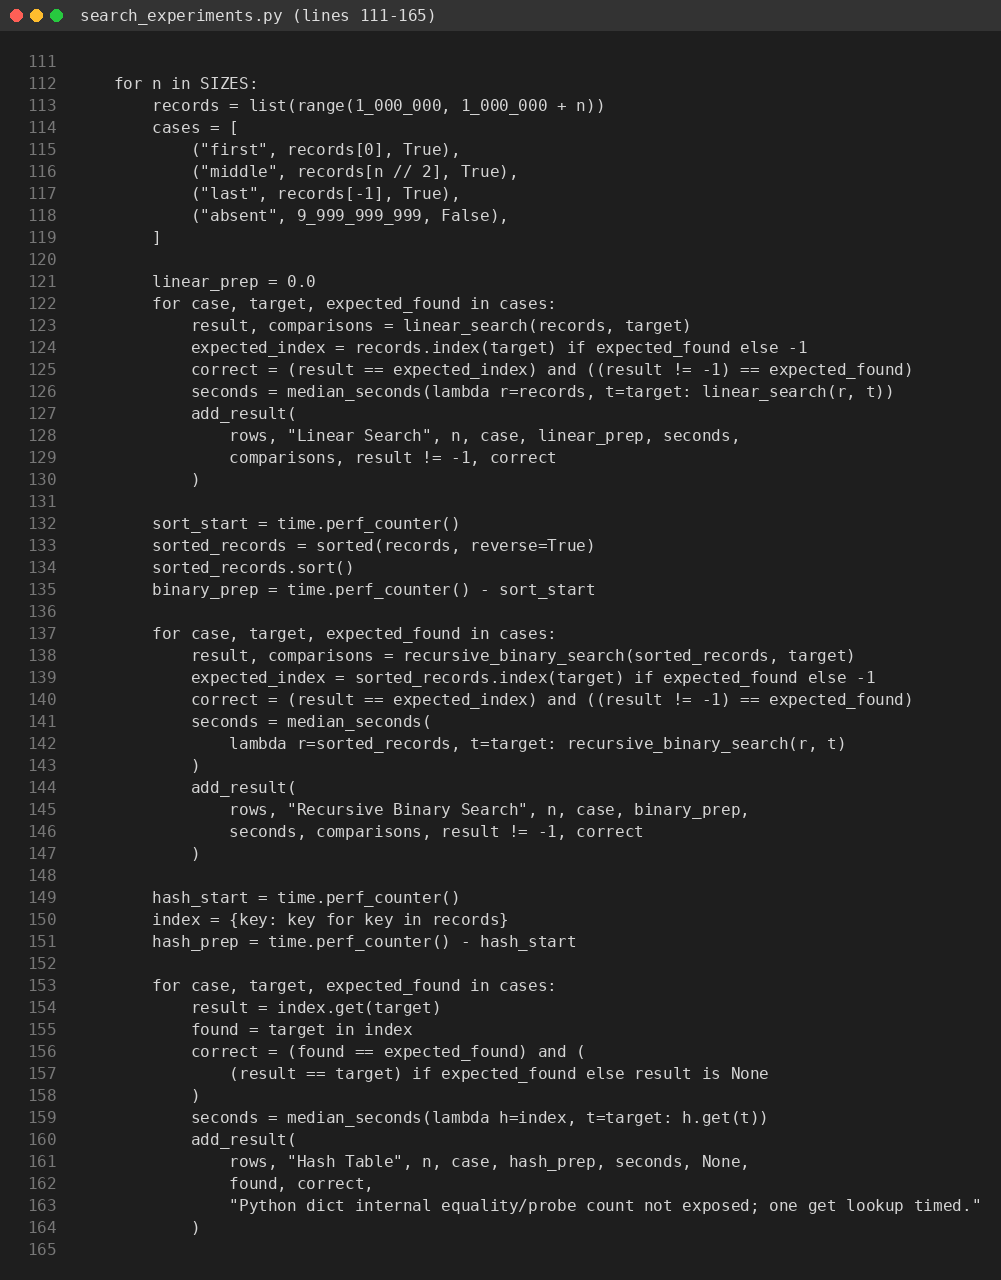 search_experiments.py (lines 111-165)
111
112     for n in SIZES:
113         records = list(range(1_000_000, 1_000_000 + n))
114         cases = [
115             ("first", records[0], True),
116             ("middle", records[n // 2], True),
117             ("last", records[-1], True),
118             ("absent", 9_999_999_999, False),
119         ]
120
121         linear_prep = 0.0
122         for case, target, expected_found in cases:
123             result, comparisons = linear_search(records, target)
124             expected_index = records.index(target) if expected_found else -1
125             correct = (result == expected_index) and ((result != -1) == expected_found)
126             seconds = median_seconds(lambda r=records, t=target: linear_search(r, t))
127             add_result(
128                 rows, "Linear Search", n, case, linear_prep, seconds,
129                 comparisons, result != -1, correct
130             )
131
132         sort_start = time.perf_counter()
133         sorted_records = sorted(records, reverse=True)
134         sorted_records.sort()
135         binary_prep = time.perf_counter() - sort_start
136
137         for case, target, expected_found in cases:
138             result, comparisons = recursive_binary_search(sorted_records, target)
139             expected_index = sorted_records.index(target) if expected_found else -1
140             correct = (result == expected_index) and ((result != -1) == expected_found)
141             seconds = median_seconds(
142                 lambda r=sorted_records, t=target: recursive_binary_search(r, t)
143             )
144             add_result(
145                 rows, "Recursive Binary Search", n, case, binary_prep,
146                 seconds, comparisons, result != -1, correct
147             )
148
149         hash_start = time.perf_counter()
150         index = {key: key for key in records}
151         hash_prep = time.perf_counter() - hash_start
152
153         for case, target, expected_found in cases:
154             result = index.get(target)
155             found = target in index
156             correct = (found == expected_found) and (
157                 (result == target) if expected_found else result is None
158             )
159             seconds = median_seconds(lambda h=index, t=target: h.get(t))
160             add_result(
161                 rows, "Hash Table", n, case, hash_prep, seconds, None,
162                 found, correct,
163                 "Python dict internal equality/probe count not exposed; one get lookup timed."
164             )
165